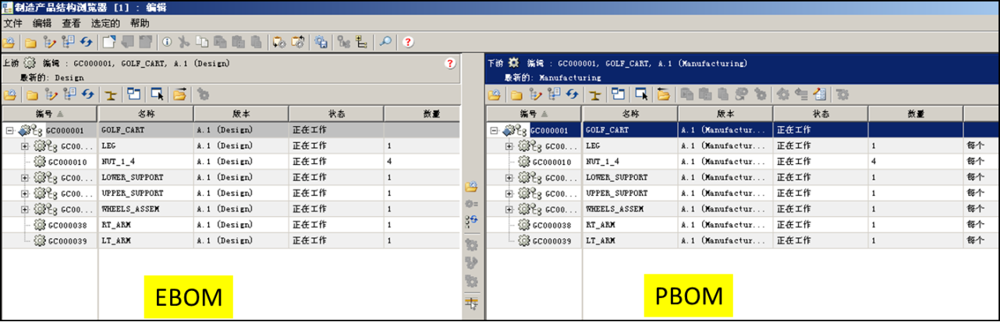 制造产品结构浏览器 [1] : 编辑
文件 编辑 查看 选定的 帮助
上游 编辑 : GC000001, GOLF_CART, A.1 (Design)
最新的: Design
编号 名称 版本 状态 数量
GC000001 GOLF_CART A.1 (Design) 正在工作
GC00... LEG A.1 (Design) 正在工作 1
GC000010 NUT_1_4 A.1 (Design) 正在工作 4
GC00... LOWER_SUPPORT A.1 (Design) 正在工作 1
GC00... UPPER_SUPPORT A.1 (Design) 正在工作 1
GC00... WHEELS_ASSEM A.1 (Design) 正在工作 1
GC000038 RT_ARM A.1 (Design) 正在工作 1
GC000039 LT_ARM A.1 (Design) 正在工作 1
EBOM
下游 编辑 : GC000001, GOLF_CART, A.1 (Manufacturing)
最新的: Manufacturing
编号 名称 版本 状态 数量
GC000001 GOLF_CART A.1 (Manufactur... 正在工作
GC00... LEG A.1 (Manufactur... 正在工作 1 每个
GC000010 NUT_1_4 A.1 (Manufactur... 正在工作 4 每个
GC00... LOWER_SUPPORT A.1 (Manufactur... 正在工作 1 每个
GC00... UPPER_SUPPORT A.1 (Manufactur... 正在工作 1 每个
GC00... WHEELS_ASSEM A.1 (Manufactur... 正在工作 1 每个
GC000038 RT_ARM A.1 (Manufactur... 正在工作 1 每个
GC000039 LT_ARM A.1 (Manufactur... 正在工作 1 每个
PBOM